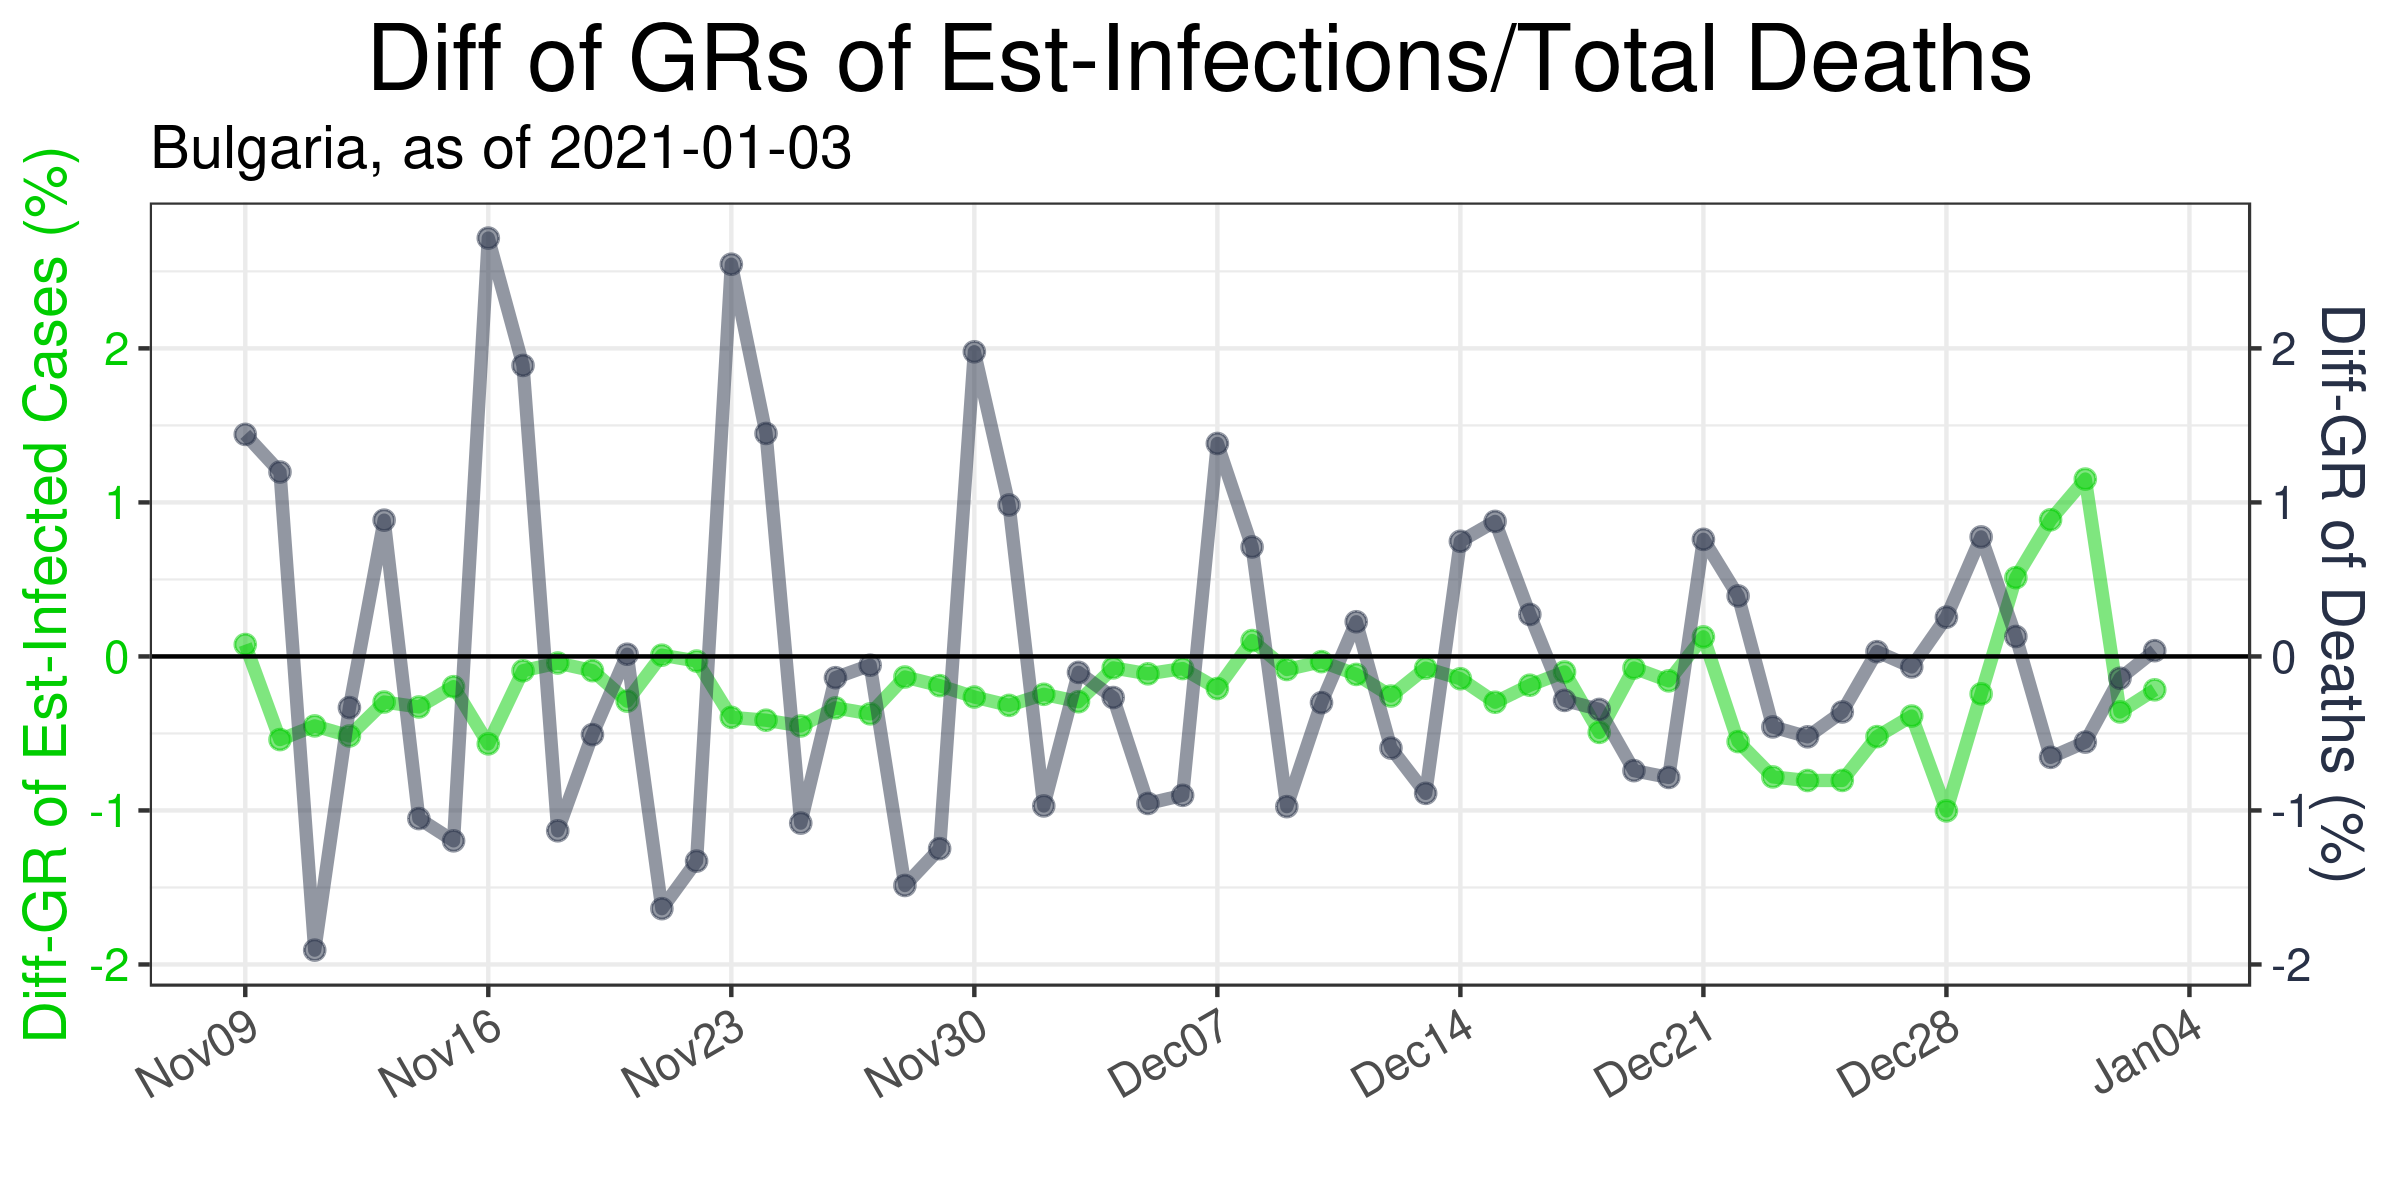 Diff of GRs of Est-Infections/Total Deaths
Bulgaria, as of 2021-01-03
Diff-GR of Est-Infected Cases (%)
2
1
0
-1
-2
2
1
0
-1
-2
Diff-GR of Deaths (%)
Nov09
Nov16
Nov23
Nov30
Dec07
Dec14
Dec21
Dec28
Jan04